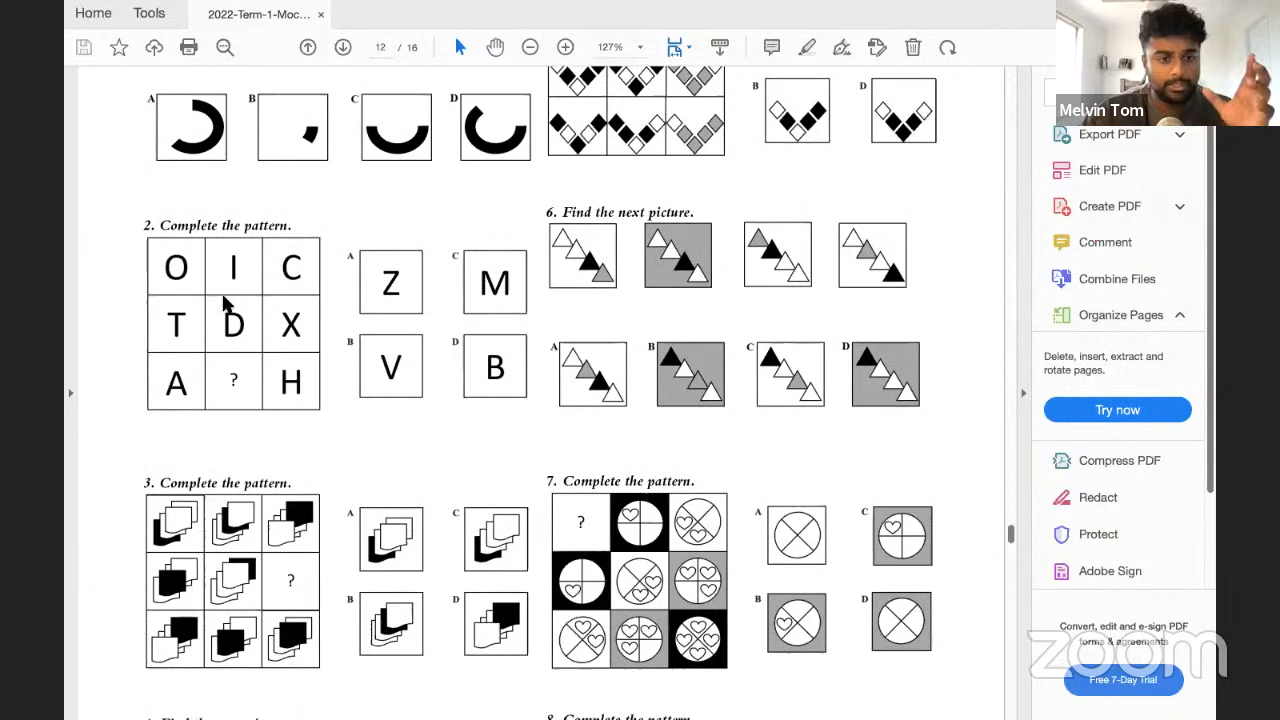 Home Tools 2022-Term-1-Moc... ×
12 / 16 127%
Melvin Tom
A B C D
B D
Export PDF
Edit PDF
Create PDF
Comment
Combine Files
Organize Pages
Delete, insert, extract and
rotate pages.
Try now
Compress PDF
Redact
Protect
Adobe Sign
Convert, edit and e-sign PDF
forms & agreements
Free 7-Day Trial
zoom
2. Complete the pattern.
O I C
T D X
A ? H
A Z C M
B V D B
6. Find the next picture.
A B C D
3. Complete the pattern.
?
A C
B D
7. Complete the pattern.
?
A C
B D
8. Complete the pattern.